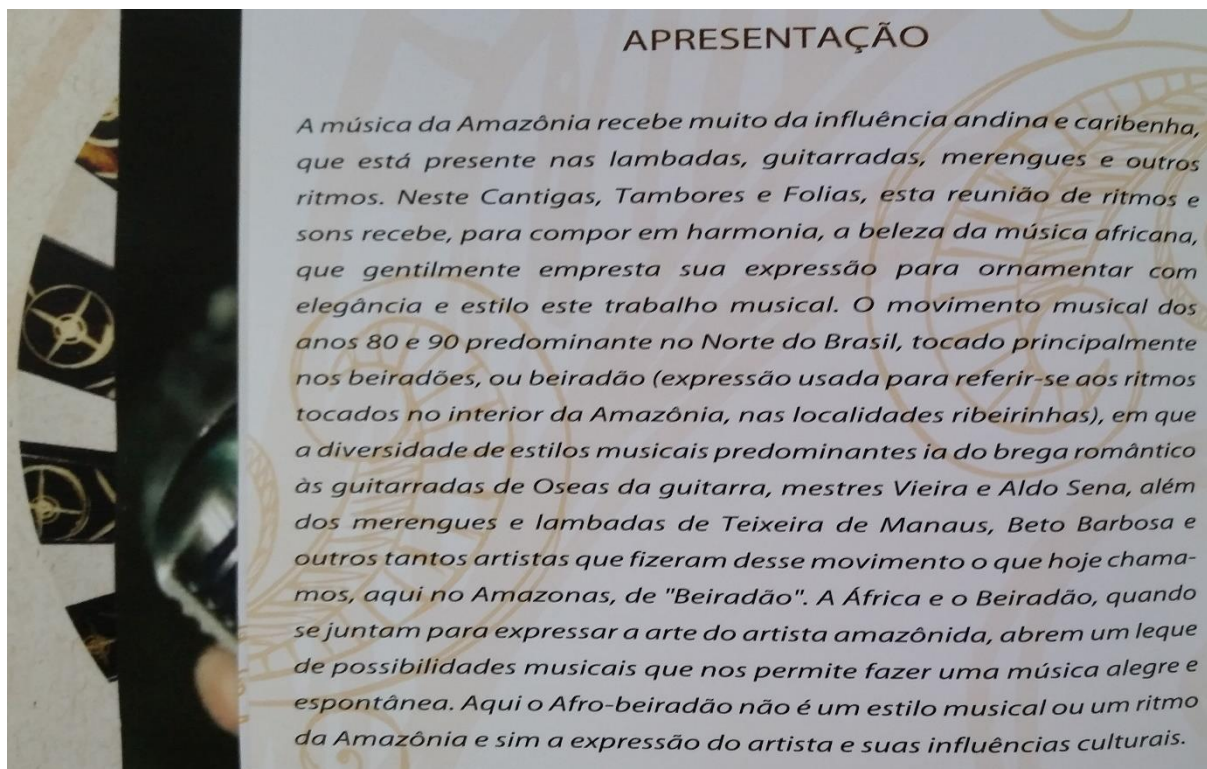 APRESENTAÇÃO
A música da Amazônia recebe muito da influência andina e caribenha,
que está presente nas lambadas, guitarradas, merengues e outros
ritmos. Neste Cantigas, Tambores e Folias, esta reunião de ritmos e
sons recebe, para compor em harmonia, a beleza da música africana,
que gentilmente empresta sua expressão para ornamentar com
elegância e estilo este trabalho musical. O movimento musical dos
anos 80 e 90 predominante no Norte do Brasil, tocado principalmente
nos beiradões, ou beiradão (expressão usada para referir-se aos ritmos
tocados no interior da Amazônia, nas localidades ribeirinhas), em que
a diversidade de estilos musicais predominantes ia do brega romântico
às guitarradas de Oseas da guitarra, mestres Vieira e Aldo Sena, além
dos merengues e lambadas de Teixeira de Manaus, Beto Barbosa e
outros tantos artistas que fizeram desse movimento o que hoje chama-
mos, aqui no Amazonas, de "Beiradão". A África e o Beiradão, quando
se juntam para expressar a arte do artista amazônida, abrem um leque
de possibilidades musicais que nos permite fazer uma música alegre e
espontânea. Aqui o Afro-beiradão não é um estilo musical ou um ritmo
da Amazônia e sim a expressão do artista e suas influências culturais.